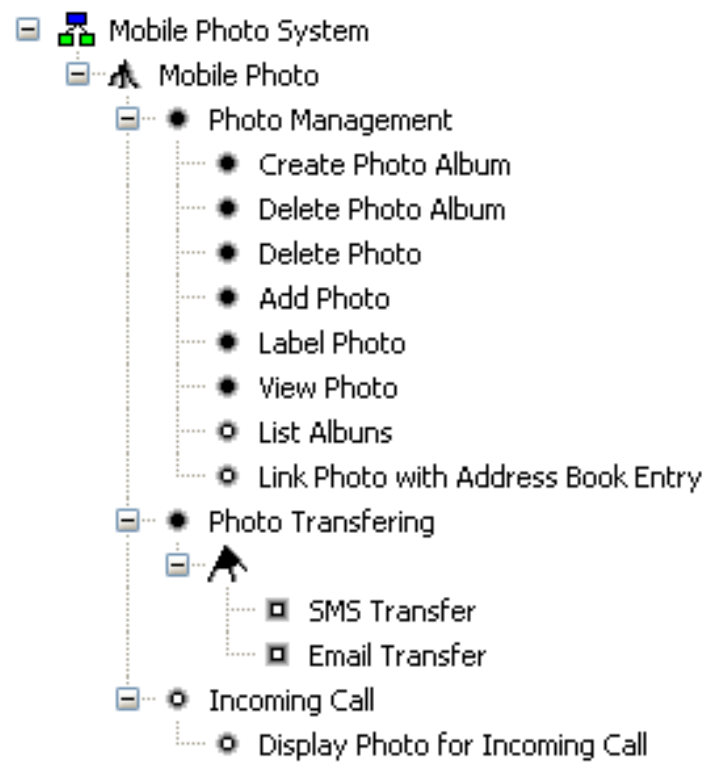 Mobile Photo System
Mobile Photo
Photo Management
Create Photo Album
Delete Photo Album
Delete Photo
Add Photo
Label Photo
View Photo
List Albuns
Link Photo with Address Book Entry
Photo Transfering
SMS Transfer
Email Transfer
Incoming Call
Display Photo for Incoming Call